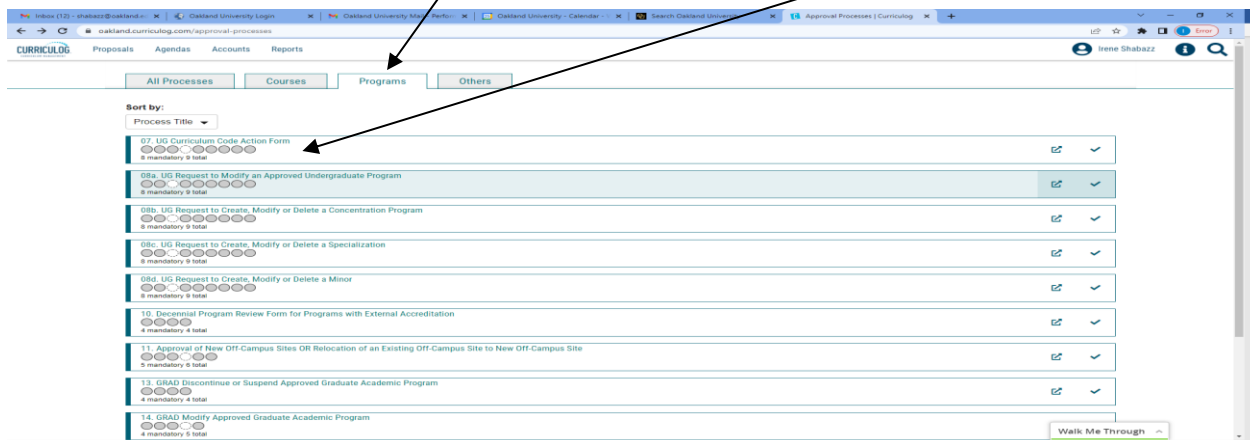 Inbox (12) - shabazz@oakland.e
Oakland University Login
Oakland University Mail - Perfor
Oakland University - Calendar -
Search Oakland University
Approval Processes | Curriculog
oakland.curriculog.com/approval-processes
Error
CURRICULOG
Proposals Agendas Accounts Reports
Irene Shabazz
All Processes Courses Programs Others
Sort by:
Process Title
07. UG Curriculum Code Action Form
8 mandatory 9 total
08a. UG Request to Modify an Approved Undergraduate Program
8 mandatory 9 total
08b. UG Request to Create, Modify or Delete a Concentration Program
8 mandatory 9 total
08c. UG Request to Create, Modify or Delete a Specialization
8 mandatory 9 total
08d. UG Request to Create, Modify or Delete a Minor
8 mandatory 9 total
10. Decennial Program Review Form for Programs with External Accreditation
4 mandatory 4 total
11. Approval of New Off-Campus Sites OR Relocation of an Existing Off-Campus Site to New Off-Campus Site
5 mandatory 6 total
13. GRAD Discontinue or Suspend Approved Graduate Academic Program
4 mandatory 4 total
14. GRAD Modify Approved Graduate Academic Program
4 mandatory 5 total
Walk Me Through